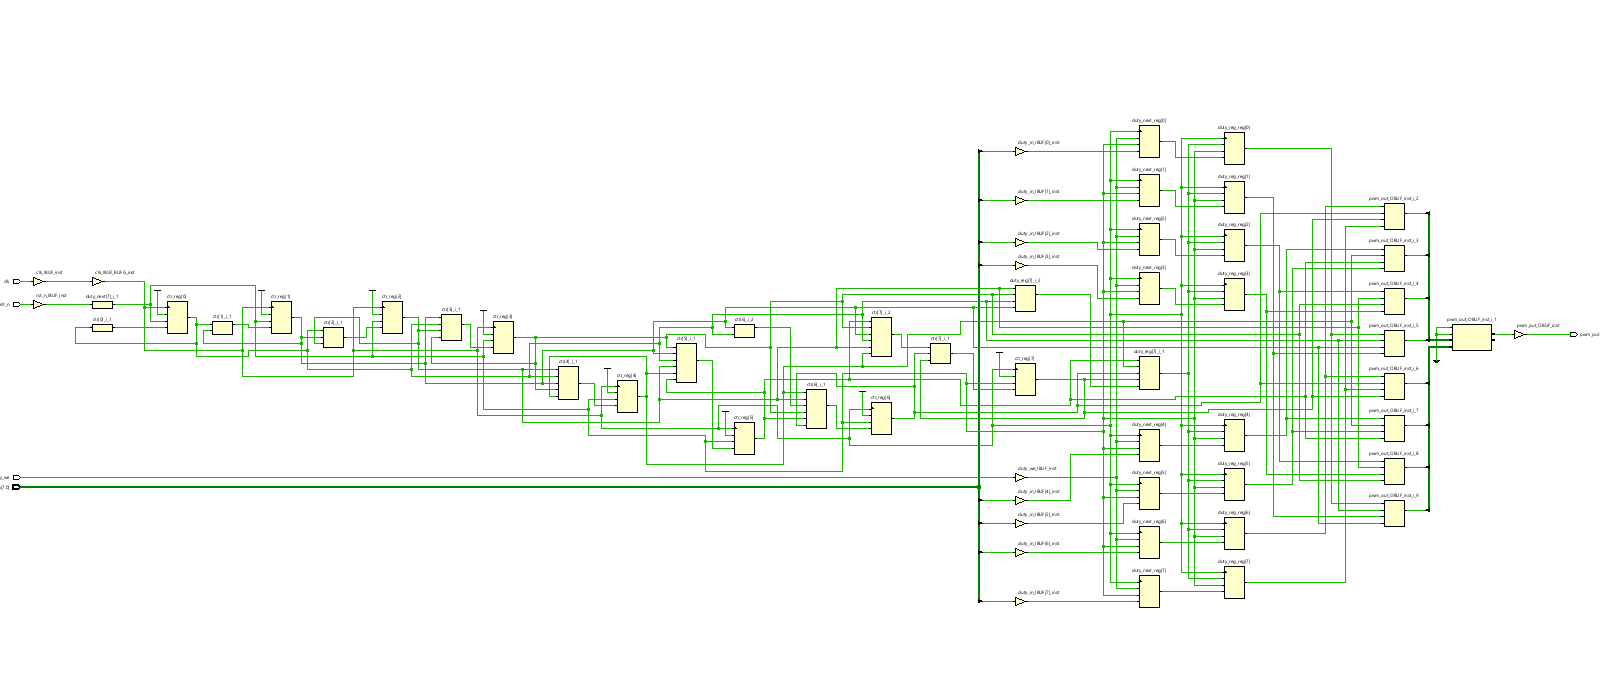 clk
clk_IBUF_inst
clk_IBUF_BUFG_inst
rst_n_IBUF_inst
duty_next[7]_i_1
ctr[0]_i_1
ctr_reg[0]
ctr[1]_i_1
ctr_reg[1]
ctr[2]_i_1
ctr_reg[2]
ctr[3]_i_1
ctr_reg[3]
ctr[4]_i_1
ctr_reg[4]
ctr[5]_i_1
ctr[6]_i_2
ctr_reg[5]
ctr[6]_i_1
ctr[7]_i_2
ctr_reg[6]
ctr[7]_i_1
duty_in_IBUF[0]_inst
duty_in_IBUF[1]_inst
duty_in_IBUF[2]_inst
duty_in_IBUF[3]_inst
duty_reg[7]_i_2
ctr_reg[7]
duty_we_IBUF_inst
duty_in_IBUF[4]_inst
duty_in_IBUF[5]_inst
duty_in_IBUF[6]_inst
duty_in_IBUF[7]_inst
duty_next_reg[0]
duty_next_reg[1]
duty_next_reg[2]
duty_next_reg[3]
duty_reg[7]_i_1
duty_next_reg[4]
duty_next_reg[5]
duty_next_reg[6]
duty_next_reg[7]
duty_reg_reg[0]
duty_reg_reg[1]
duty_reg_reg[2]
duty_reg_reg[3]
duty_reg_reg[4]
duty_reg_reg[5]
duty_reg_reg[6]
duty_reg_reg[7]
pwm_out_OBUF_inst_i_2
pwm_out_OBUF_inst_i_3
pwm_out_OBUF_inst_i_4
pwm_out_OBUF_inst_i_5
pwm_out_OBUF_inst_i_6
pwm_out_OBUF_inst_i_7
pwm_out_OBUF_inst_i_8
pwm_out_OBUF_inst_i_9
pwm_out_OBUF_inst_i_1
pwm_out_OBUF_inst
pwm_out